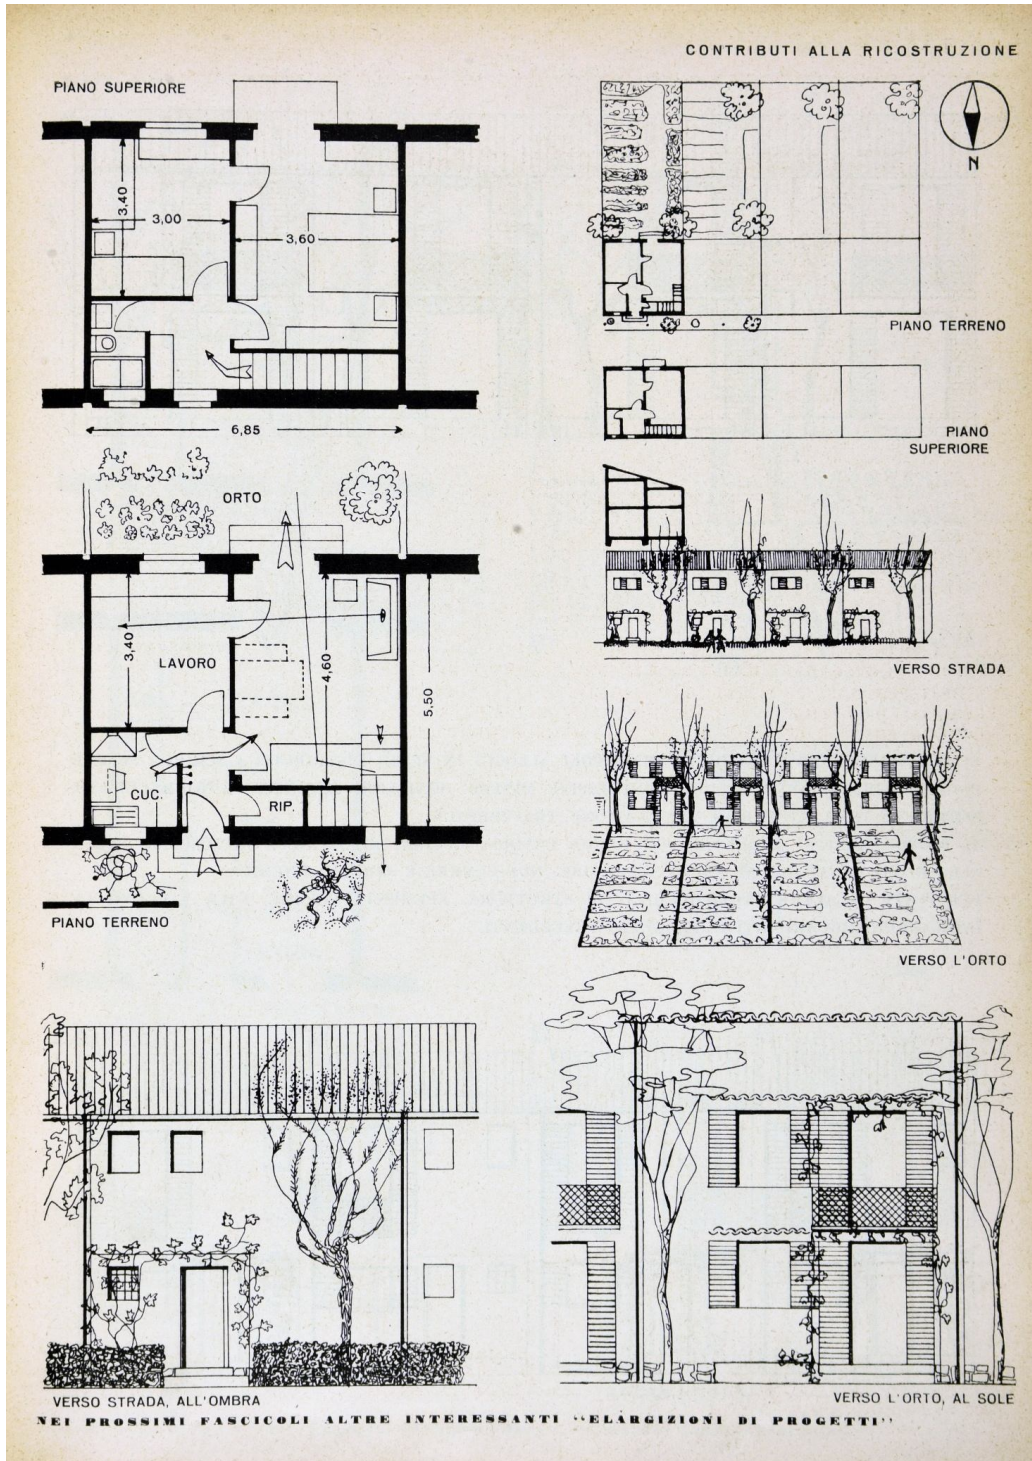 CONTRIBUTI ALLA RICOSTRUZIONE
PIANO SUPERIORE
3,40
3,00
3,60
6,85
ORTO
3,40
LAVORO
4,60
5.50
CUC.
RIP.
PIANO TERRENO
N
PIANO TERRENO
PIANO
SUPERIORE
VERSO STRADA
VERSO L'ORTO
VERSO STRADA, ALL'OMBRA
VERSO L'ORTO, AL SOLE
NEI PROSSIMI FASCICOLI ALTRE INTERESSANTI "ELARGIZIONI DI PROGETTI"